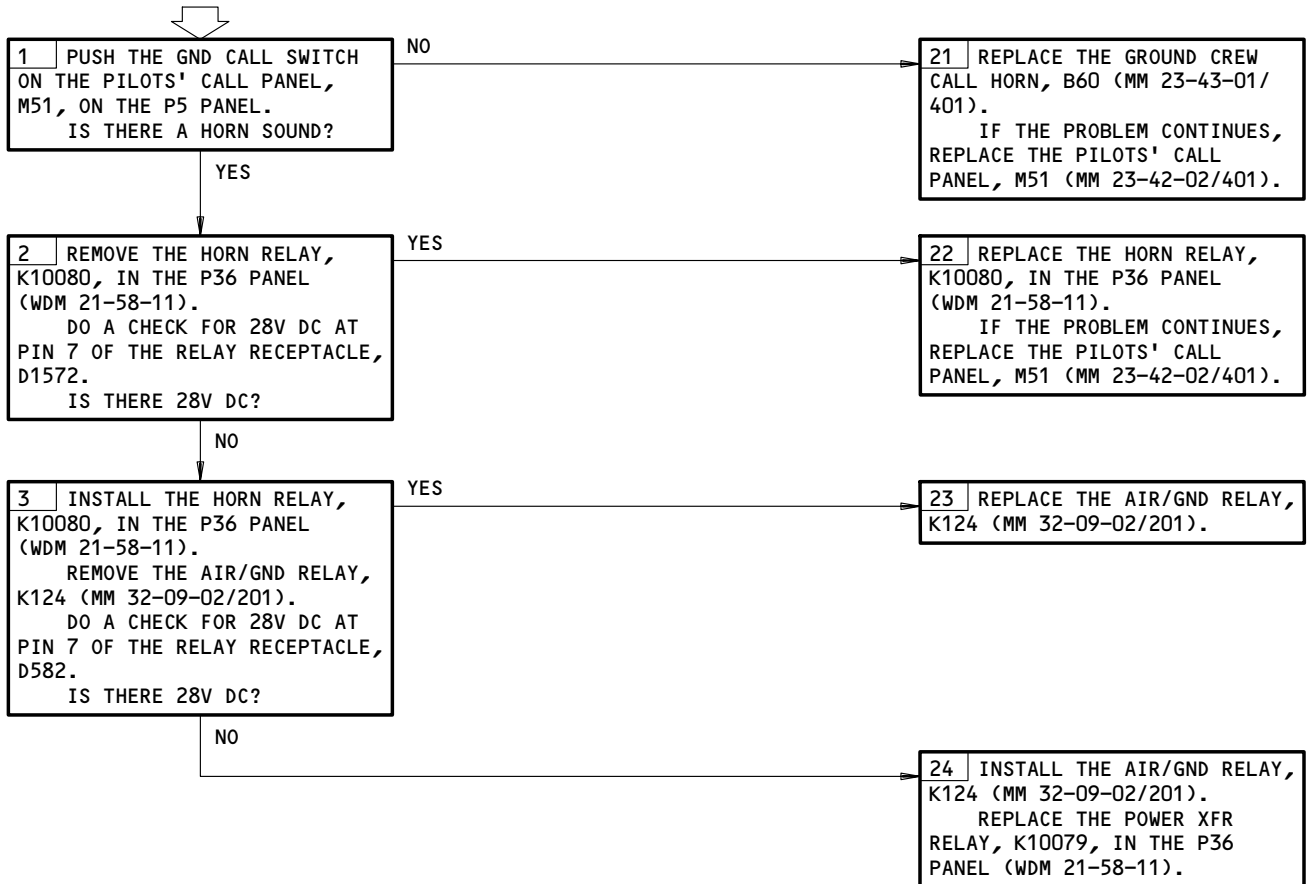 1 PUSH THE GND CALL SWITCH
ON THE PILOTS' CALL PANEL,
M51, ON THE P5 PANEL.
IS THERE A HORN SOUND?
NO
21 REPLACE THE GROUND CREW
CALL HORN, B60 (MM 23-43-01/
401).
IF THE PROBLEM CONTINUES,
REPLACE THE PILOTS' CALL
PANEL, M51 (MM 23-42-02/401).
YES
2 REMOVE THE HORN RELAY,
K10080, IN THE P36 PANEL
(WDM 21-58-11).
DO A CHECK FOR 28V DC AT
PIN 7 OF THE RELAY RECEPTACLE,
D1572.
IS THERE 28V DC?
YES
22 REPLACE THE HORN RELAY,
K10080, IN THE P36 PANEL
(WDM 21-58-11).
IF THE PROBLEM CONTINUES,
REPLACE THE PILOTS' CALL
PANEL, M51 (MM 23-42-02/401).
NO
3 INSTALL THE HORN RELAY,
K10080, IN THE P36 PANEL
(WDM 21-58-11).
REMOVE THE AIR/GND RELAY,
K124 (MM 32-09-02/201).
DO A CHECK FOR 28V DC AT
PIN 7 OF THE RELAY RECEPTACLE,
D582.
IS THERE 28V DC?
YES
23 REPLACE THE AIR/GND RELAY,
K124 (MM 32-09-02/201).
NO
24 INSTALL THE AIR/GND RELAY,
K124 (MM 32-09-02/201).
REPLACE THE POWER XFR
RELAY, K10079, IN THE P36
PANEL (WDM 21-58-11).